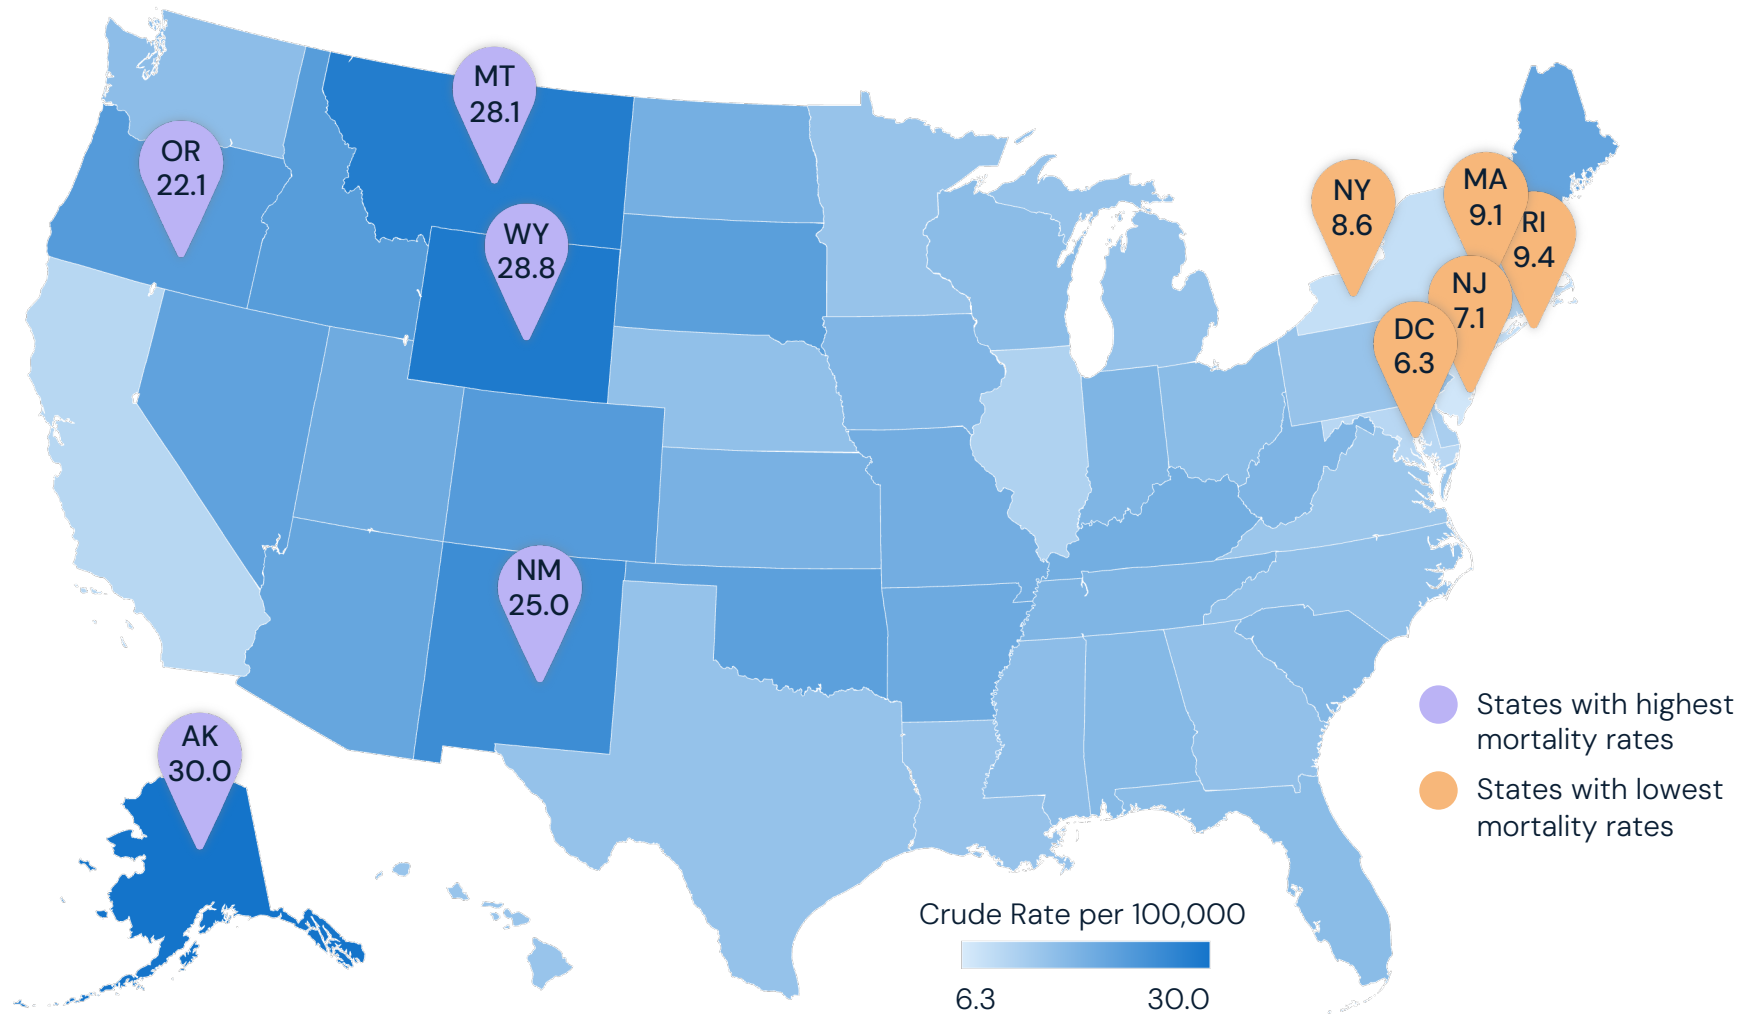 MT
28.1
OR
22.1
WY
28.8
NY
8.6
MA
9.1
RI
9.4
NJ
7.1
DC
6.3
NM
25.0
AK
30.0
States with highest
mortality rates
States with lowest
mortality rates
Crude Rate per 100,000
6.3
30.0